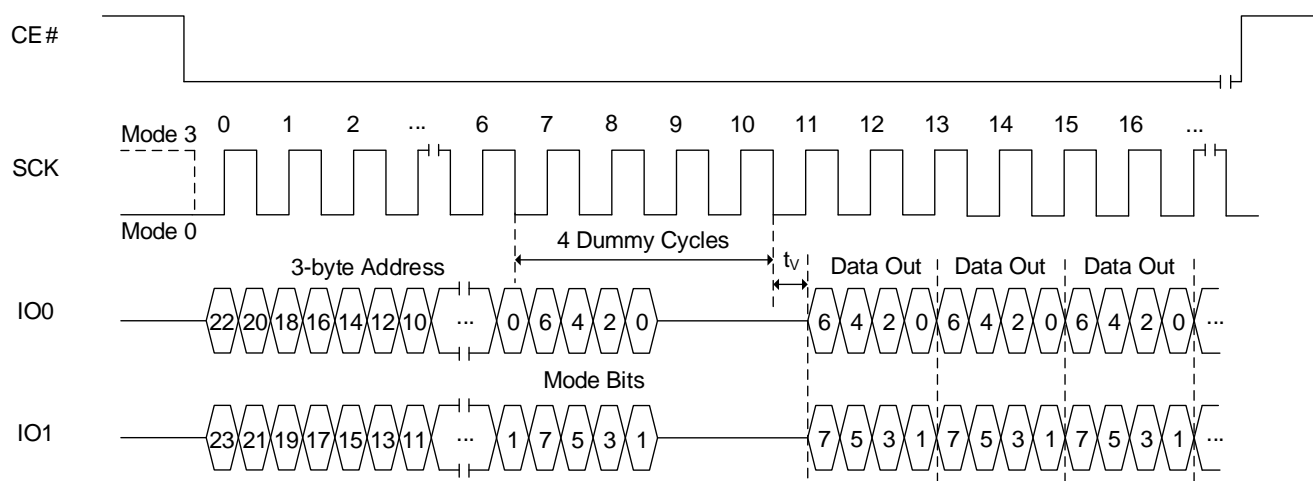 CE#
Mode 3 0 1 2 ... 6 7 8 9 10 11 12 13 14 15 16 ...
SCK
Mode 0
4 Dummy Cycles
3-byte Address tV Data Out Data Out Data Out
IO0 22 20 18 16 14 12 10 ... 0 6 4 2 0 6 4 2 0 6 4 2 0 6 4 2 0 ...
Mode Bits
IO1 23 21 19 17 15 13 11 ... 1 7 5 3 1 7 5 3 1 7 5 3 1 7 5 3 1 ...